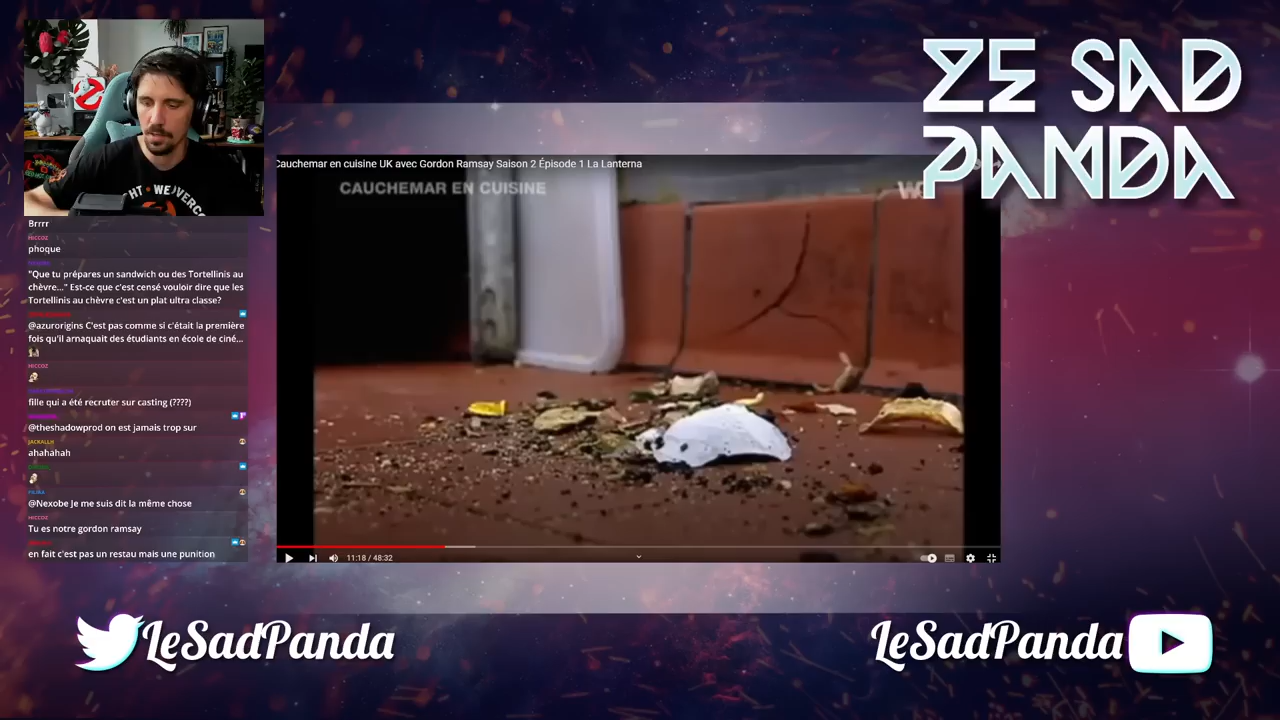 ZE SAD
PANDA
Cauchemar en cuisine UK avec Gordon Ramsay Saison 2 Épisode 1 La Lanterna
CAUCHEMAR EN CUISINE
Brrrr
HICCOZ
phoque
"Que tu prépares un sandwich ou des Tortellinis au
chèvre..." Est-ce que c'est censé vouloir dire que les
Tortellinis au chèvre c'est un plat ultra classe?
@azurorigins C'est pas comme si c'était la première
fois qu'il arnaquait des étudiants en école de ciné...
HICCOZ
fille qui a été recruter sur casting (????)
@theshadowprod on est jamais trop sur
JACKALLH
ahahahah
@Nexobe Je me suis dit la même chose
HICCOZ
Tu es notre gordon ramsay
en fait c'est pas un restau mais une punition
11:18 / 48:32
LeSadPanda
LeSadPanda